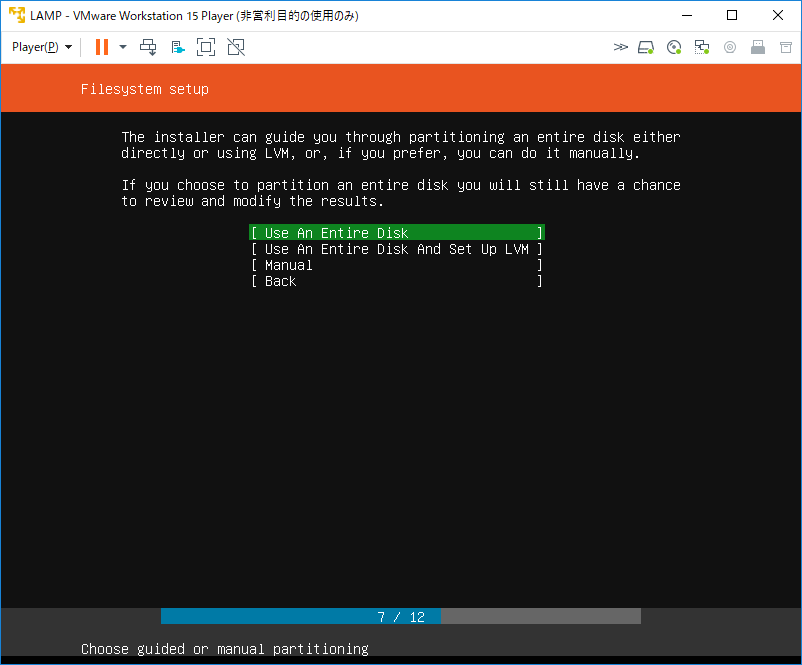 LAMP - VMware Workstation 15 Player (非営利目的の使用のみ)
Player(P)
Filesystem setup
The installer can guide you through partitioning an entire disk either
directly or using LVM, or, if you prefer, you can do it manually.
If you choose to partition an entire disk you will still have a chance
to review and modify the results.
[ Use An Entire Disk ]
[ Use An Entire Disk And Set Up LVM ]
[ Manual ]
[ Back ]
7 / 12
Choose guided or manual partitioning